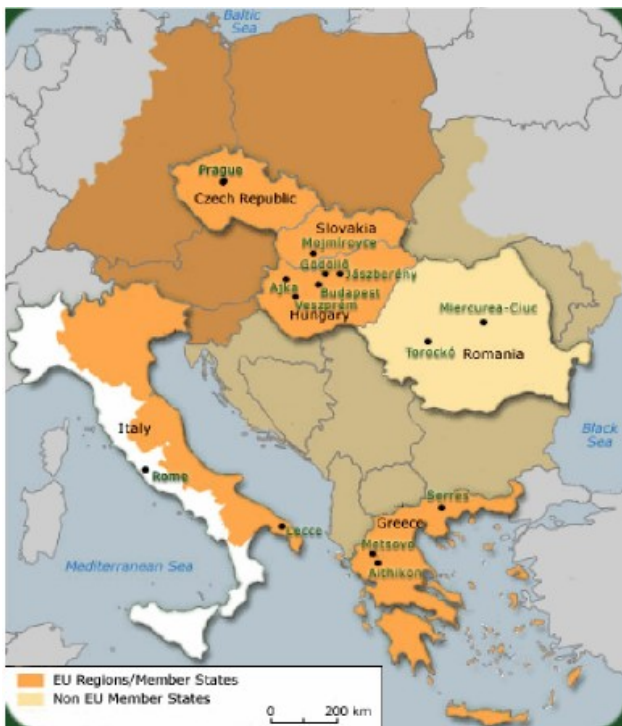 Baltic
Sea
Prague
Czech Republic
Slovakia
Mojmírovce
Gödöllő
Jászberény
Ajka
Budapest
Veszprém
Hungary
Miercurea-Ciuc
Torockó
Romania
Italy
Black
Sea
Rome
Serres
Lecce
Greece
Metsovo
Aithikon
Mediterranean Sea
EU Regions/Member States
Non EU Member States
0 200 km